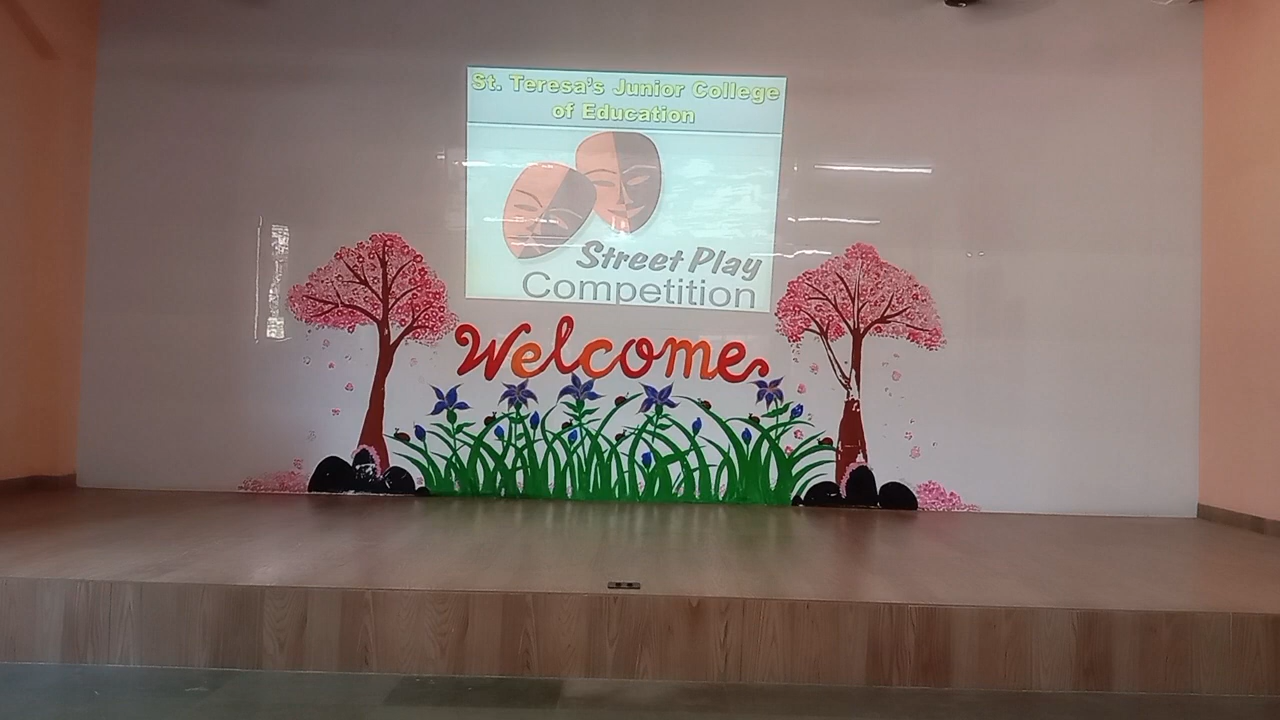 St. Teresa's Junior College
of Education
Street Play
Competition
Welcome